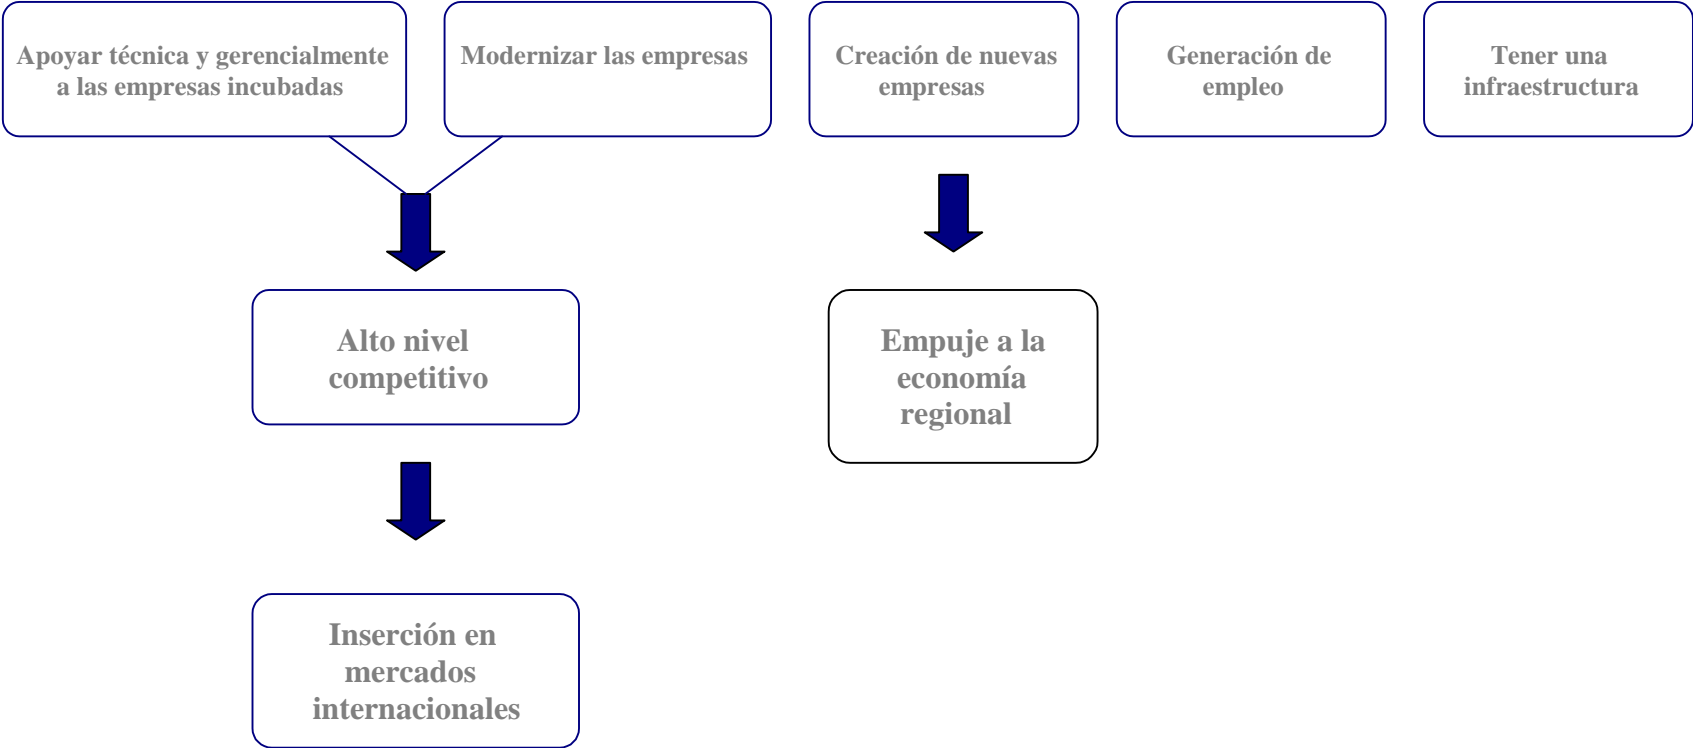 Apoyar técnica y gerencialmente
a las empresas incubadas
Modernizar las empresas
Creación de nuevas
empresas
Generación de
empleo
Tener una
infraestructura
Alto nivel
competitivo
Empuje a la
economía
regional
Inserción en
mercados
internacionales